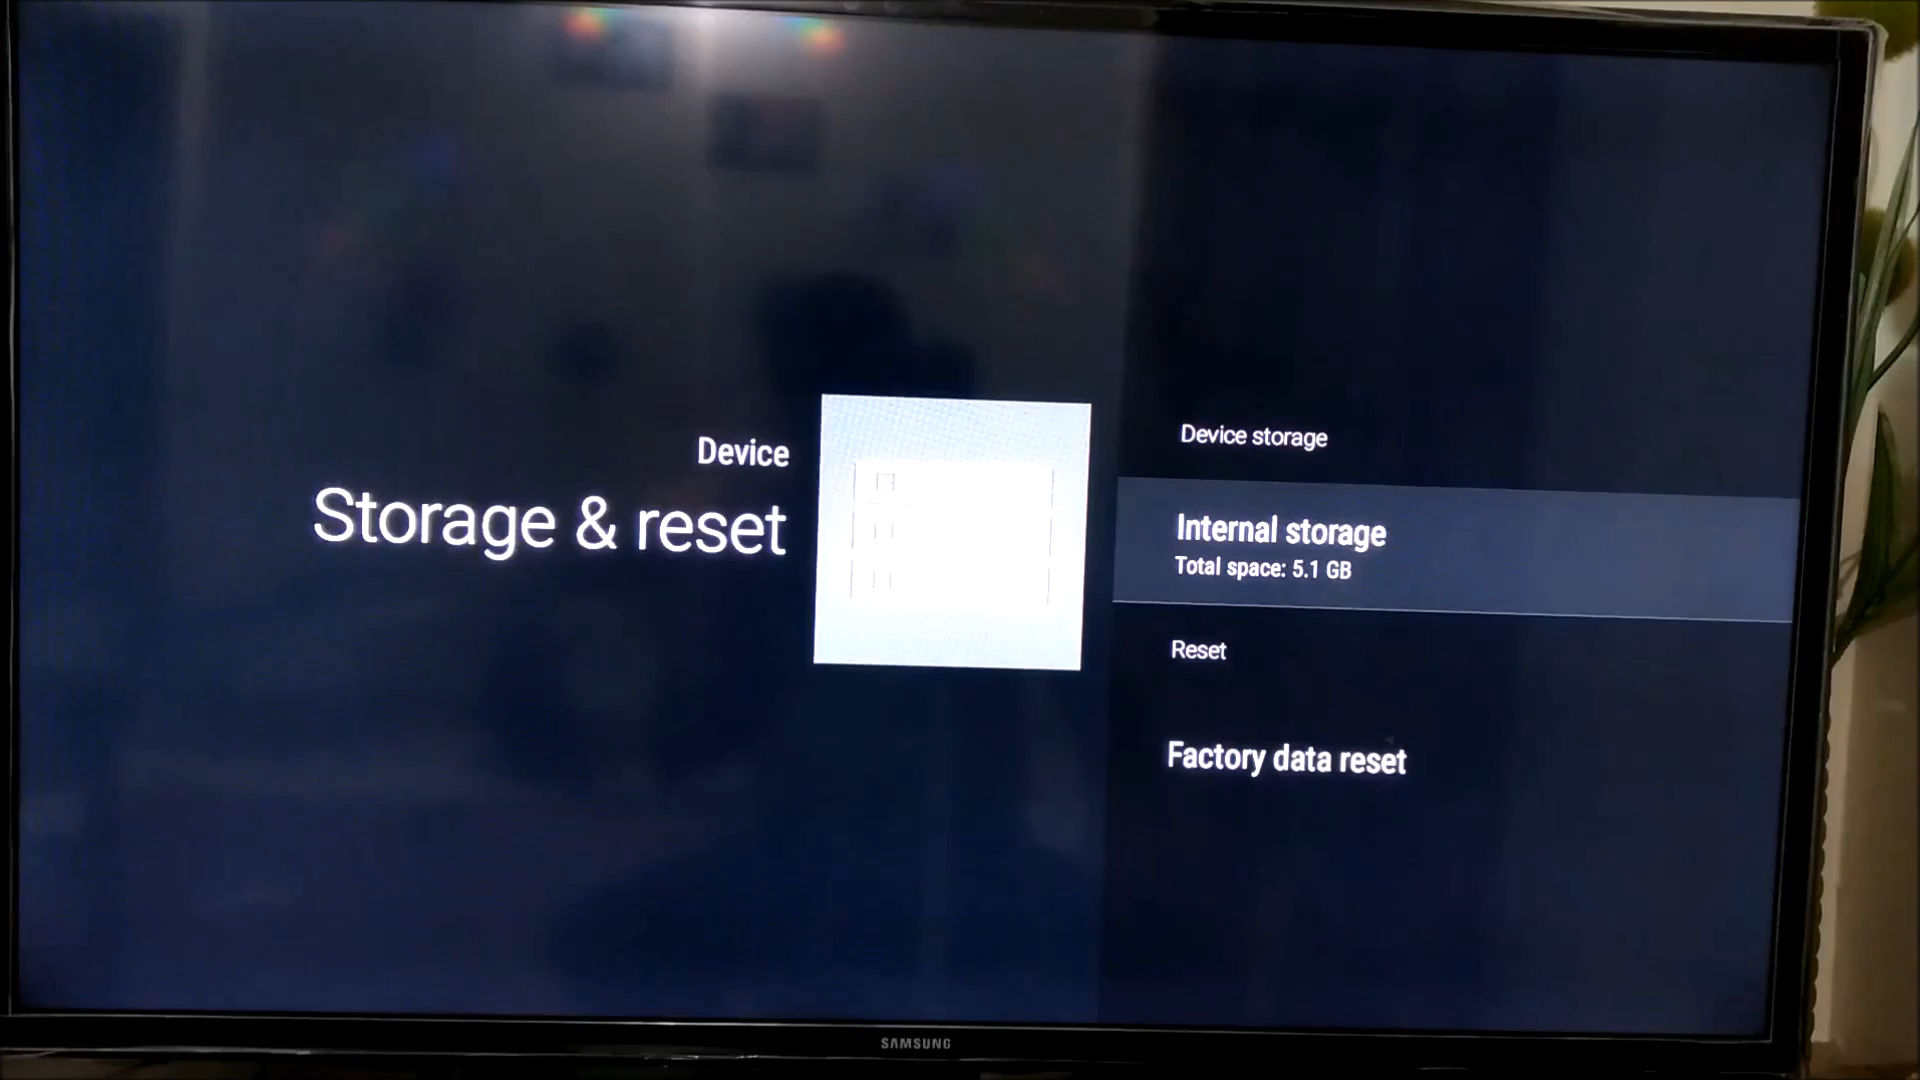 Device
Storage & reset
Device storage
Internal storage
Total space: 5.1 GB
Reset
Factory data reset
SAMSUNG